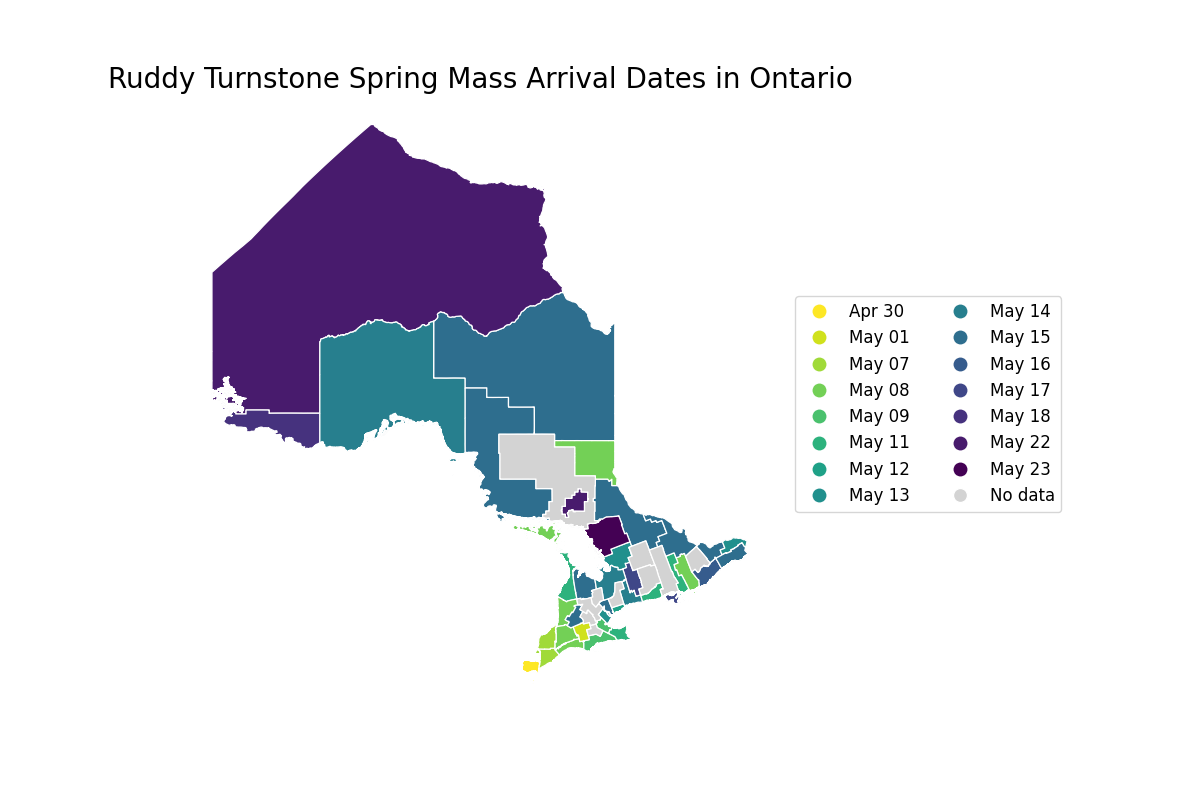 Ruddy Turnstone Spring Mass Arrival Dates in Ontario
Apr 30
May 01
May 07
May 08
May 09
May 11
May 12
May 13
May 14
May 15
May 16
May 17
May 18
May 22
May 23
No data